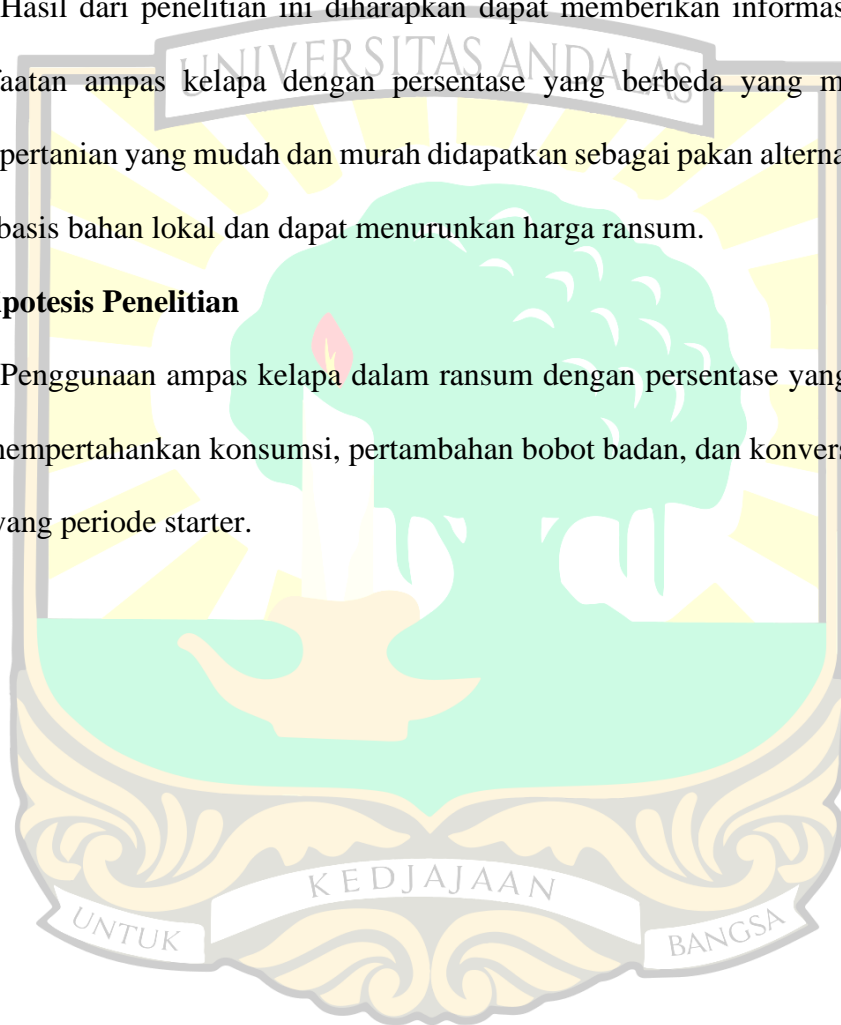 Hasil dari penelitian ini diharapkan dapat memberikan informas
UNIVERSITAS ANDALAS
faatan ampas kelapa dengan persentase yang berbeda yang m
pertanian yang mudah dan murah didapatkan sebagai pakan alterna
basis bahan lokal dan dapat menurunkan harga ransum.
ipotesis Penelitian
Penggunaan ampas kelapa dalam ransum dengan persentase yang
mempertahankan konsumsi, pertambahan bobot badan, dan konvers
yang periode starter.
KEDJAJAAN
UNTUK
BANGSA